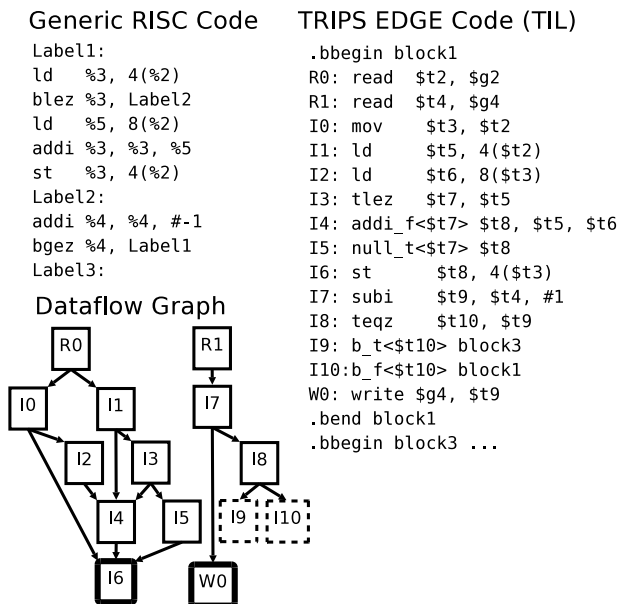 Generic RISC Code
Label1:
ld %3, 4(%2)
blez %3, Label2
ld %5, 8(%2)
addi %3, %3, %5
st %3, 4(%2)
Label2:
addi %4, %4, #-1
bgez %4, Label1
Label3:
TRIPS EDGE Code (TIL)
.bbegin block1
R0: read $t2, $g2
R1: read $t4, $g4
I0: mov $t3, $t2
I1: ld $t5, 4($t2)
I2: ld $t6, 8($t3)
I3: tlez $t7, $t5
I4: addi_f<$t7> $t8, $t5, $t6
I5: null_t<$t7> $t8
I6: st $t8, 4($t3)
I7: subi $t9, $t4, #1
I8: teqz $t10, $t9
I9: b_t<$t10> block3
I10:b_f<$t10> block1
W0: write $g4, $t9
.bend block1
.bbegin block3 ...
Dataflow Graph
R0 R1
I0 I1 I7
I2 I3 I8
I4 I5 I9 I10
I6 W0